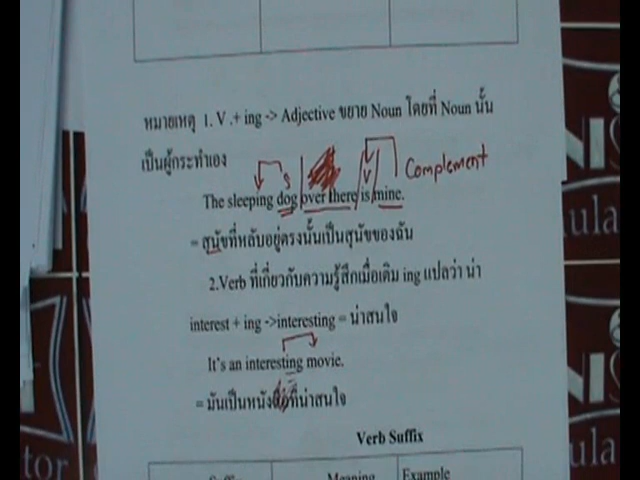 หมายเหตุ 1. V .+ ing -> Adjective ขยาย Noun โดยที่ Noun นั้น
เป็นผู้กระทำเอง
S V Complement
The sleeping dog over there is mine.
= สุนัขที่หลับอยู่ตรงนั้นเป็นสุนัขของฉัน
2.Verb ที่เกี่ยวกับความรู้สึกเมื่อเติม ing แปลว่า น่า
interest + ing ->interesting = น่าสนใจ
It's an interesting movie.
= มันเป็นหนังที่น่าสนใจ
Verb Suffix
Suffix Meaning Example